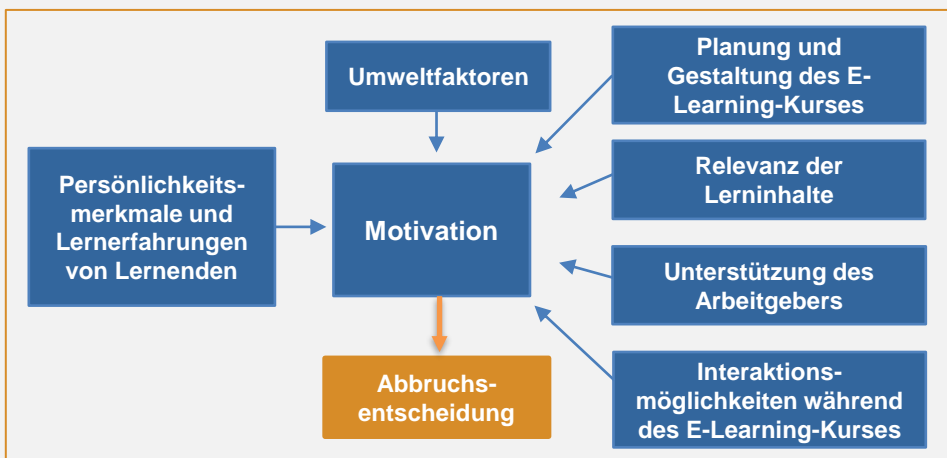 Umweltfaktoren
Planung und
Gestaltung des E-
Learning-Kurses
Persönlichkeits-
merkmale und
Lernerfahrungen
von Lernenden
Motivation
Relevanz der
Lerninhalte
Unterstützung des
Arbeitgebers
Abbruchs-
entscheidung
Interaktions-
möglichkeiten während
des E-Learning-Kurses